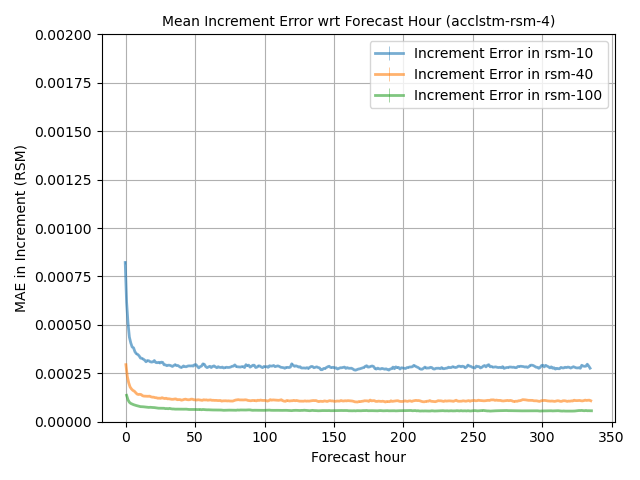 Mean Increment Error wrt Forecast Hour (acclstm-rsm-4)
MAE in Increment (RSM)
0.00200
0.00175
0.00150
0.00125
0.00100
0.00075
0.00050
0.00025
0.00000
Increment Error in rsm-10
Increment Error in rsm-40
Increment Error in rsm-100
0 50 100 150 200 250 300 350
Forecast hour